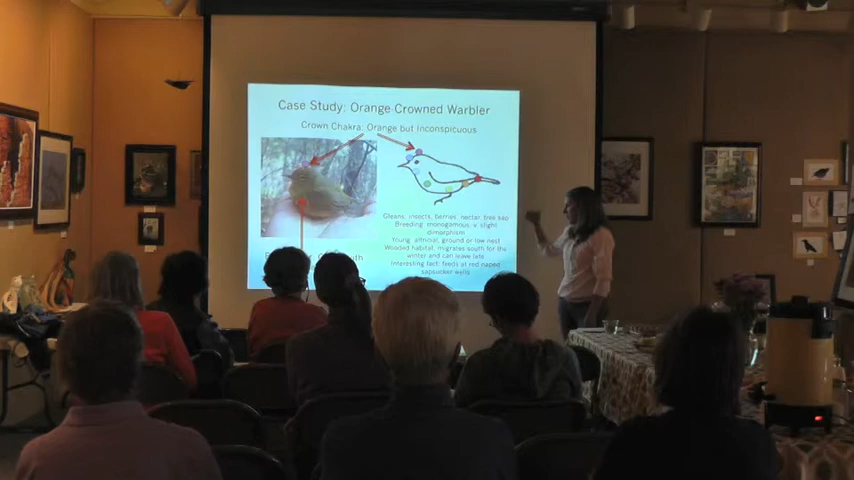 Case Study: Orange-Crowned Warbler
Crown Chakra: Orange but Inconspicuous
Gleans: insects, berries, nectar, tree sap
Breeding: monogamous, v. slight
dimorphism
Young: altricial, ground or low nest
Wooded habitat, migrates south for the
winter and can leave late
Interesting fact: feeds at red naped
sapsucker wells